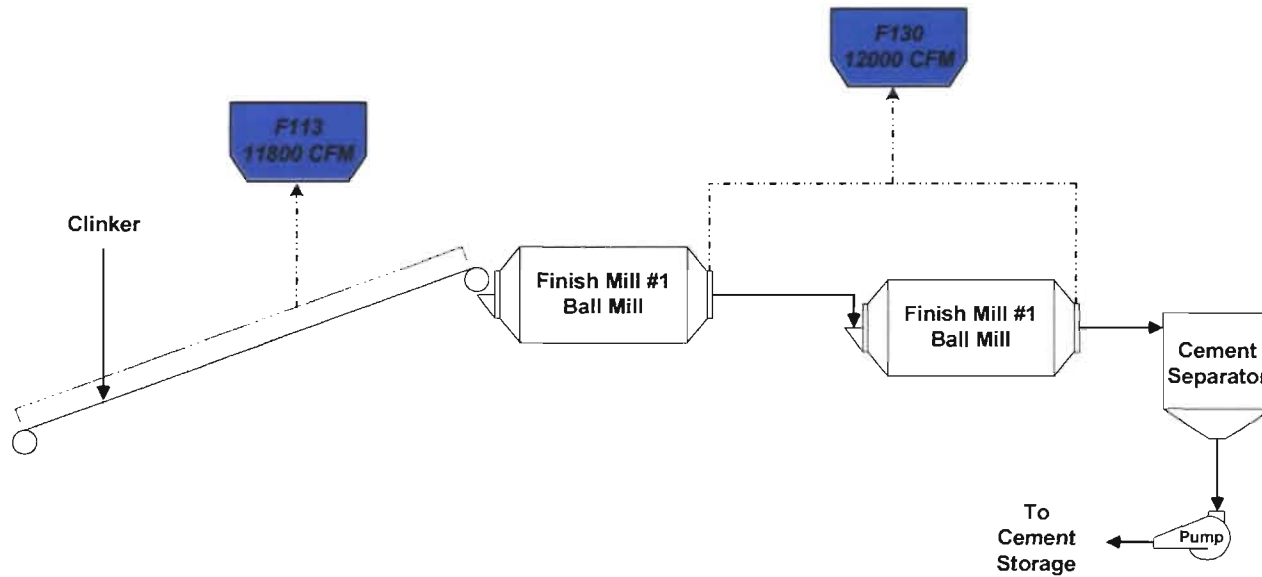 F130
12000 CFM
F113
11800 CFM
Clinker
Finish Mill #1
Ball Mill
Finish Mill #1
Ball Mill
Cement
Separator
To
Cement
Storage
Pump